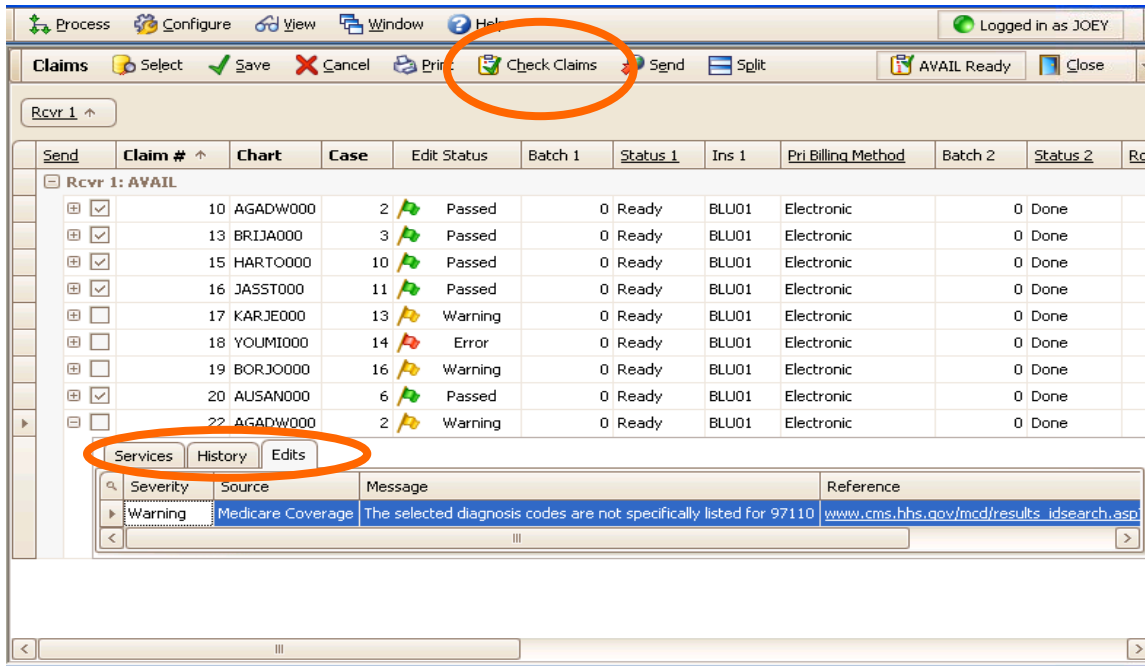 Process Configure View Window Help Logged in as JOEY
Claims Select Save Cancel Print Check Claims Send Split AVAIL Ready Close
Rcvr 1
Send Claim # Chart Case Edit Status Batch 1 Status 1 Ins 1 Pri Billing Method Batch 2 Status 2 Rc
Rcvr 1: AVAIL
10 AGADW000 2 Passed 0 Ready BLU01 Electronic 0 Done
13 BRIJA000 3 Passed 0 Ready BLU01 Electronic 0 Done
15 HARTO000 10 Passed 0 Ready BLU01 Electronic 0 Done
16 JASST000 11 Passed 0 Ready BLU01 Electronic 0 Done
17 KARJE000 13 Warning 0 Ready BLU01 Electronic 0 Done
18 YOUMI000 14 Error 0 Ready BLU01 Electronic 0 Done
19 BORJO000 16 Warning 0 Ready BLU01 Electronic 0 Done
20 AUSAN000 6 Passed 0 Ready BLU01 Electronic 0 Done
22 AGADW000 2 Warning 0 Ready BLU01 Electronic 0 Done
Services History Edits
Severity Source Message Reference
Warning Medicare Coverage The selected diagnosis codes are not specifically listed for 97110 www.cms.hhs.gov/mcd/results_idsearch.asp